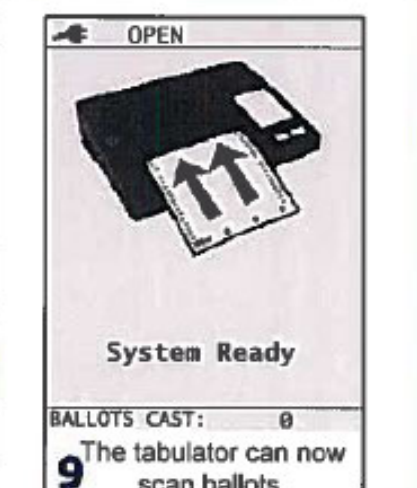 OPEN
System Ready
BALLOTS CAST: 0
9 The tabulator can now
scan ballots